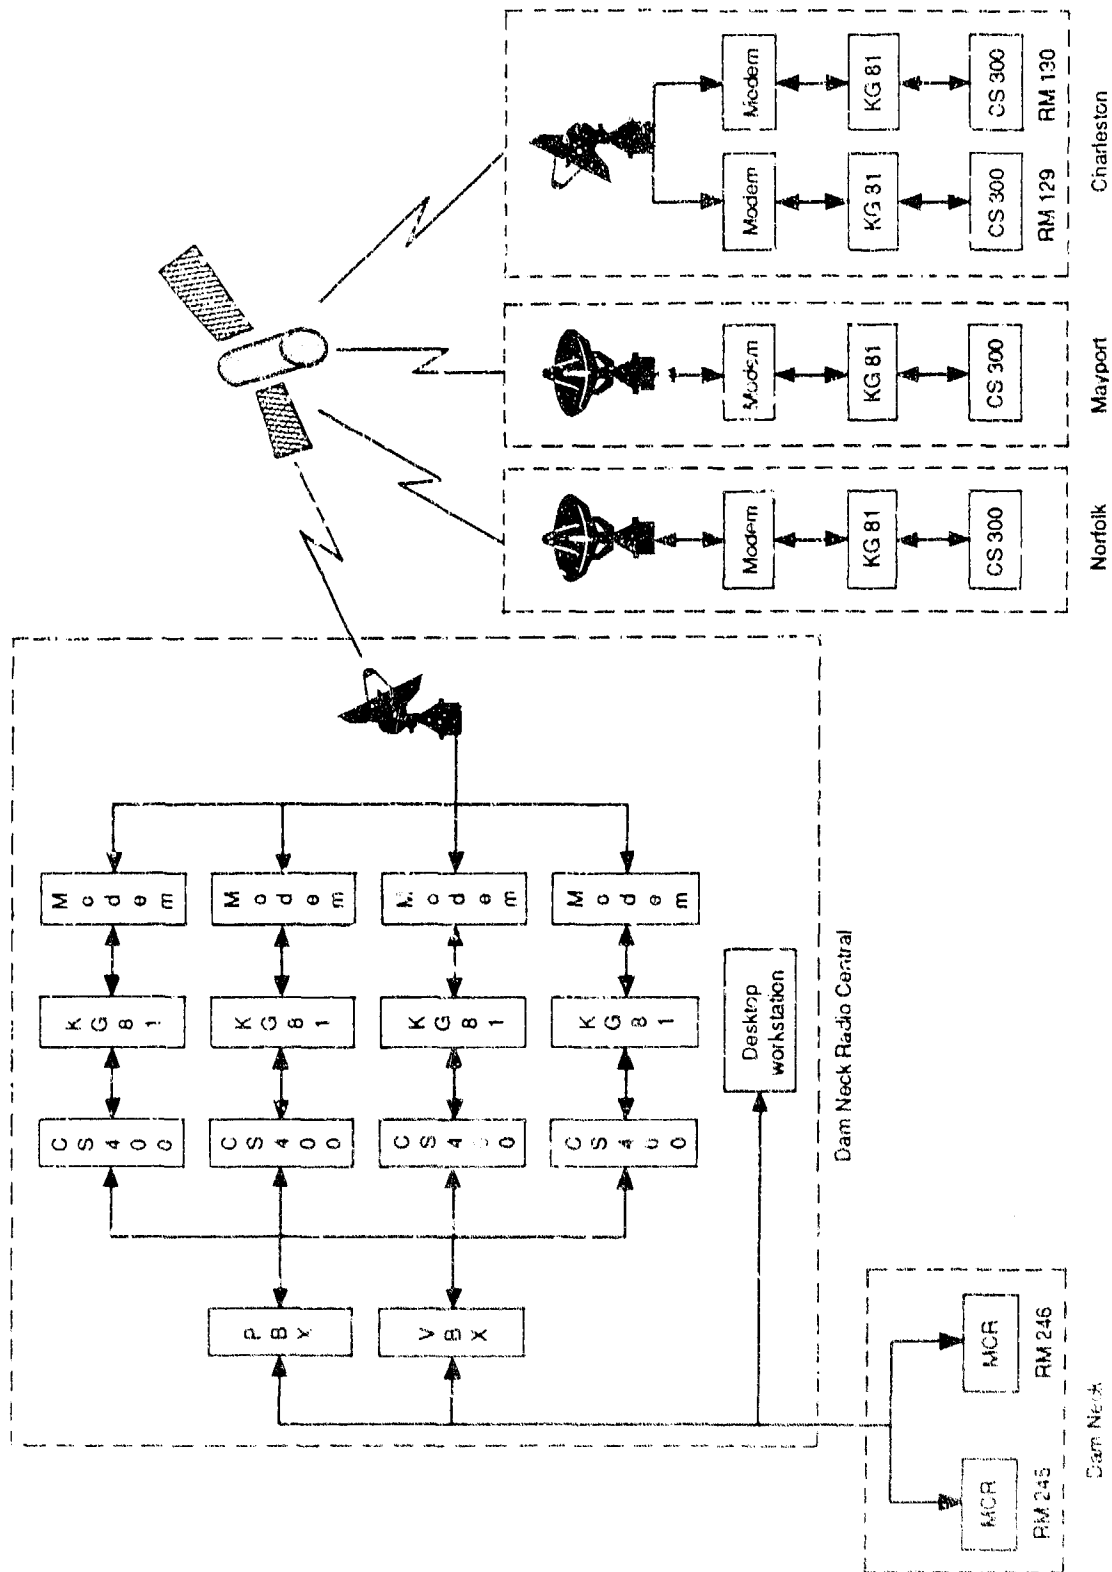 Modem
KG 81
CS 300
RM 130
Modem
KG 81
CS 300
RM 129
Charleston
Modem
KG 81
CS 300
Mayport
Modem
KG 81
CS 300
Norfolk
Modem
KG81
CS400
Modem
KG81
CS400
Modem
KG81
CS400
Modem
KG81
CS400
PBX
VBX
Desktop
workstation
Dam Neck Radio Central
MCR
RM 246
MCR
Dam Neck